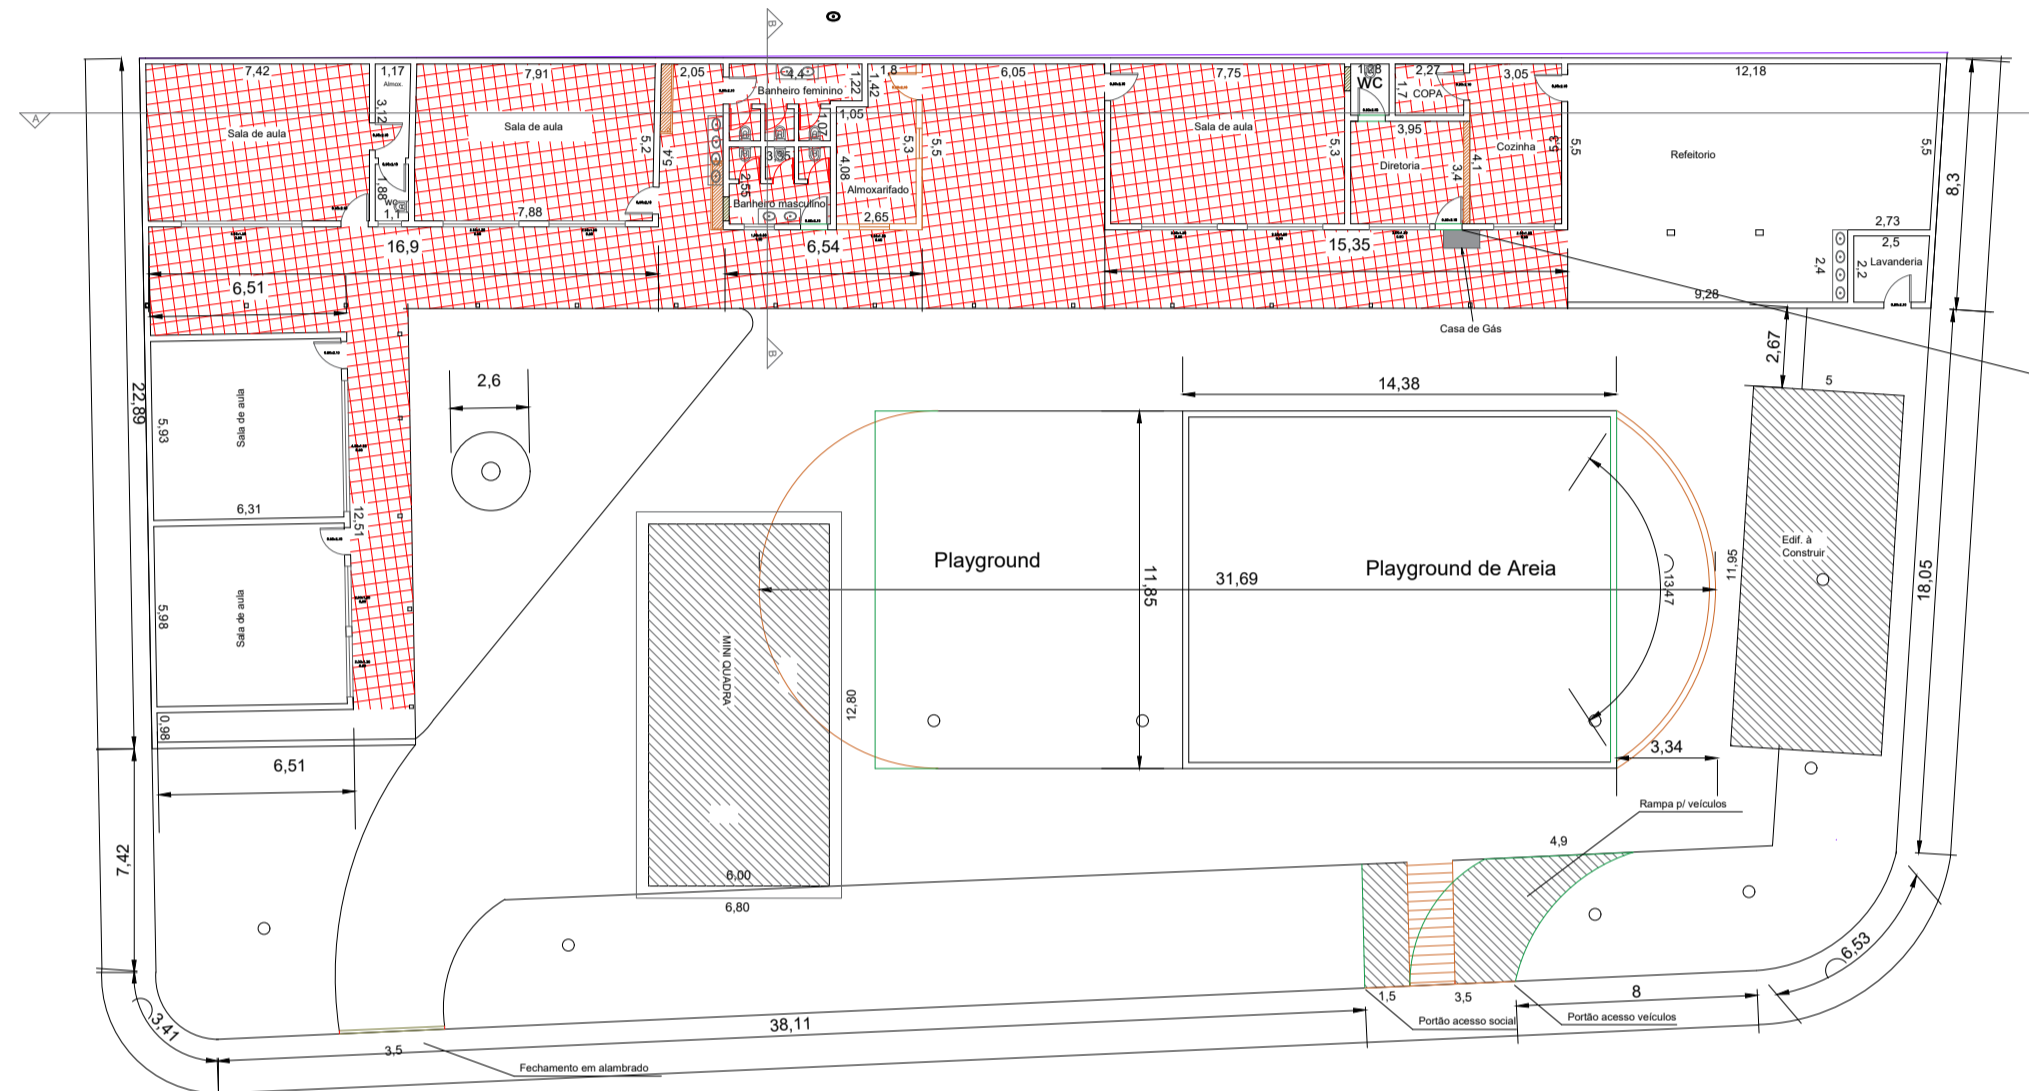 B
A
7,42
1,17
Almox.
3,12
7,91
2,05
4,4
Banheiro feminino
1,22
1,42
1,8
6,05
7,75
WC
2,27
1,7
COPA
3,05
12,18
Sala de aula
Sala de aula
5,2
5,4
1,07
1,05
5,3
5,5
Sala de aula
5,3
3,95
Diretoria
3,4
4,1
Cozinha
5,3
5,5
Refeitorio
5,5
8,3
1,88
WC
1,1
7,88
2,55
4,08
Almoxarifado
Banheiro masculino
2,65
2,73
2,5
Lavanderia
2,4
2,2
9,28
16,9
6,54
15,35
6,51
Casa de Gás
B
2,67
22,89
2,6
14,38
5
Sala de aula
5,93
6,31
12,51
Playground
11,85
31,69
Playground de Areia
13,47
11,95
Edif. à
Construir
18,05
Sala de aula
5,98
MINI QUADRA
12,80
0,98
6,51
3,34
Rampa p/ veículos
7,42
4,9
6,00
6,80
6,53
3,41
38,11
1,5
3,5
8
Portão acesso social
Portão acesso veículos
3,5
Fechamento em alambrado